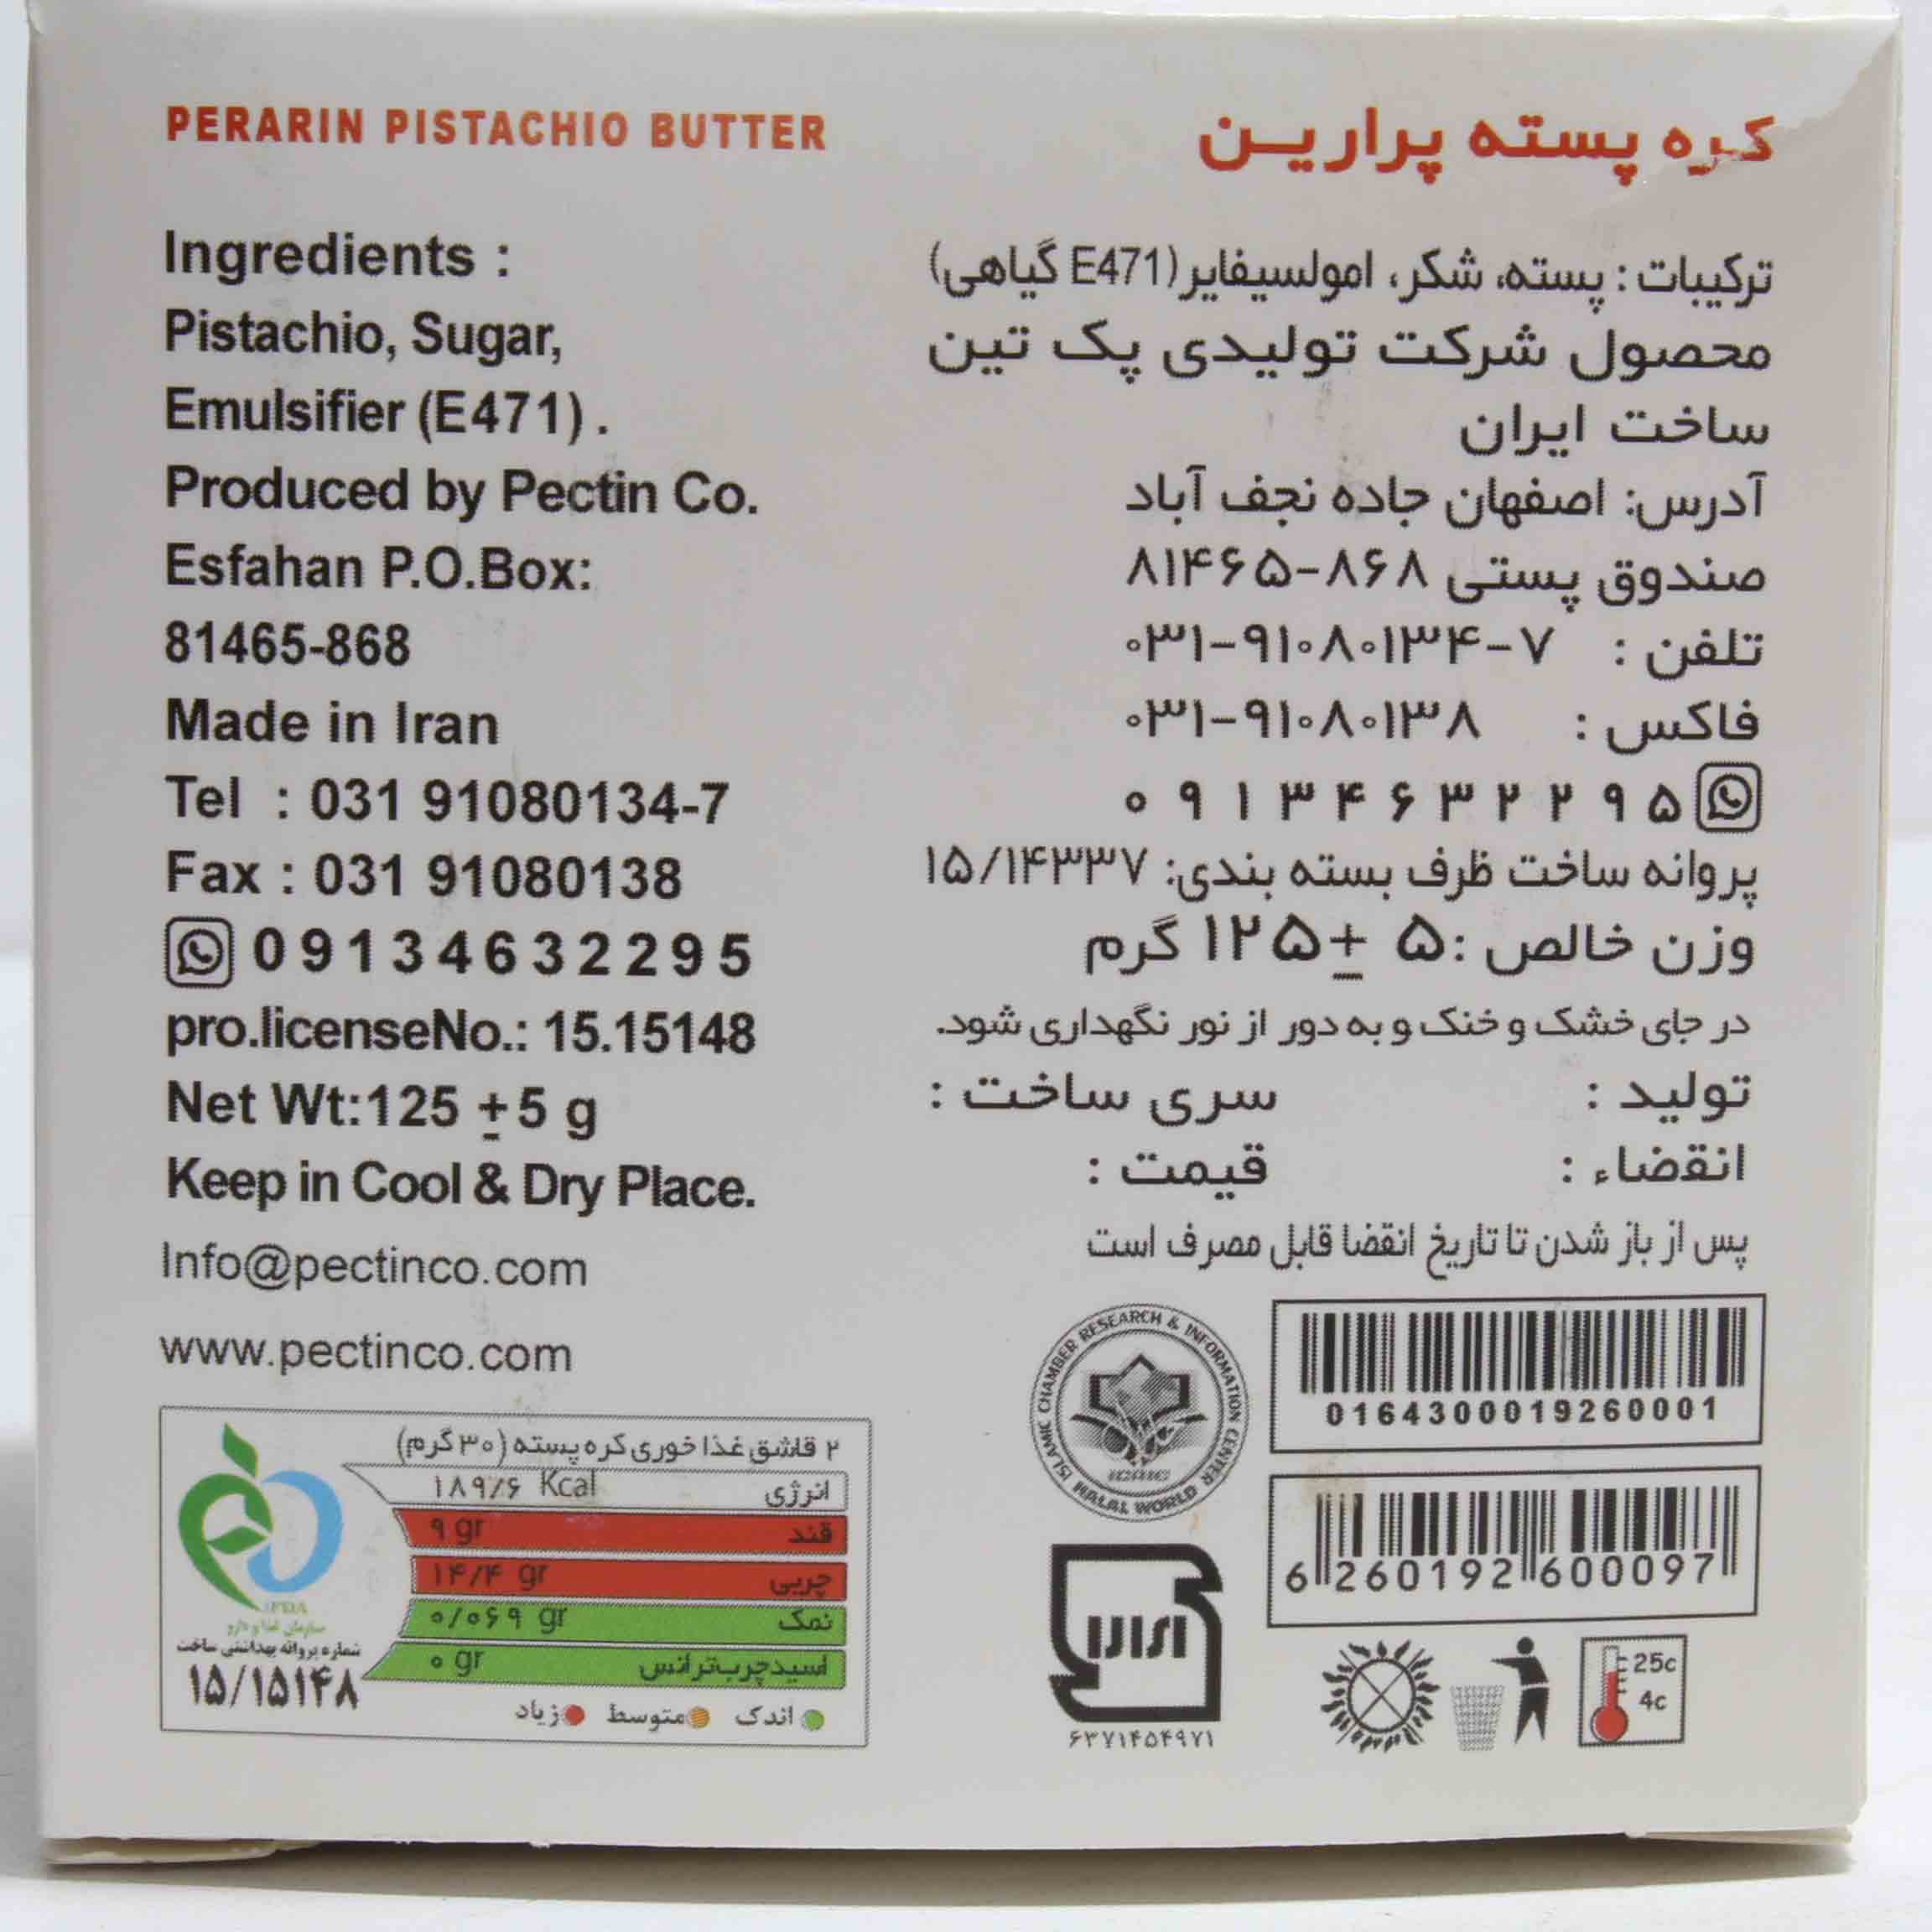 PERARIN PISTACHIO BUTTER
Ingredients :
Pistachio, Sugar,
Emulsifier (E471) .
Produced by Pectin Co.
Esfahan P.O.Box:
81465-868
Made in Iran
Tel : 031 91080134-7
Fax : 031 91080138
09134632295
pro.licenseNo.: 15.15148
Net Wt:125 ±5 g
Keep in Cool & Dry Place.
Info@pectinco.com
www.pectinco.com
کره پسته پرارین
ترکیبات : پسته، شکر، امولسیفایر (E471 گیاهی)
محصول شرکت تولیدی پک تین
ساخت ایران
آدرس: اصفهان جاده نجف آباد
صندوق پستی ۸۱۴۶۵-۸۶۸
تلفن : ۰۳۱-۹۱۰۸۰۱۳۴-۷
فاکس : ۰۳۱-۹۱۰۸۰۱۳۸
۰۹۱۳۴۶۳۲۲۹۵
پروانه ساخت ظرف بسته بندی: ۱۵/۱۴۳۳۷
وزن خالص :۵ ±۱۲۵ گرم
در جای خشک و خنک و به دور از نور نگهداری شود.
تولید : سری ساخت :
انقضاء : قیمت :
پس از باز شدن تا تاریخ انقضا قابل مصرف است
۲ قاشق غذا خوری کره پسته (۳۰ گرم)
انرژی ۱۸۹/۶ Kcal
قند ۹ gr
چربی ۱۴/۴ gr
نمک ۰/۰۶۹ gr
اسیدچرب ترانس ۰ gr
اندک متوسط زیاد
IFDA
سازمان غذا و دارو
شماره پروانه بهداشتی ساخت
۱۵/۱۵۱۴۸
ISLAMIC CHAMBER RESEARCH & INFORMATION CENTER
ICRIC
HALAL WORLD
0164300019260001
6 260192 600097
۶۳۷۱۴۵۴۹۷۱
25c
4c